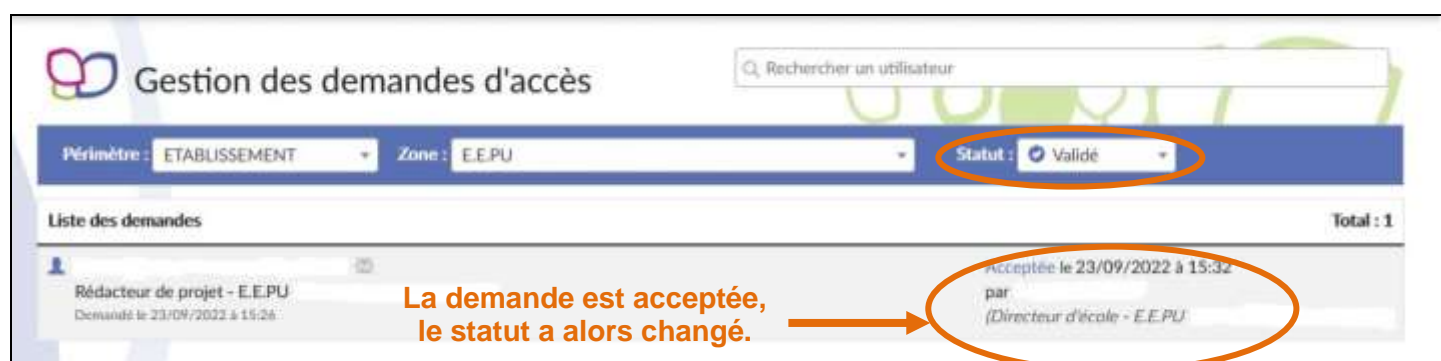 Gestion des demandes d'accès
Rechercher un utilisateur
Périmètre : ETABLISSEMENT Zone : E.E.PU Statut : Validé
Liste des demandes Total : 1
Rédacteur de projet - E.E.PU
Demandé le 23/09/2022 à 15:26
La demande est acceptée,
le statut a alors changé.
Acceptée le 23/09/2022 à 15:32
par
(Directeur d'école - E.E.PU